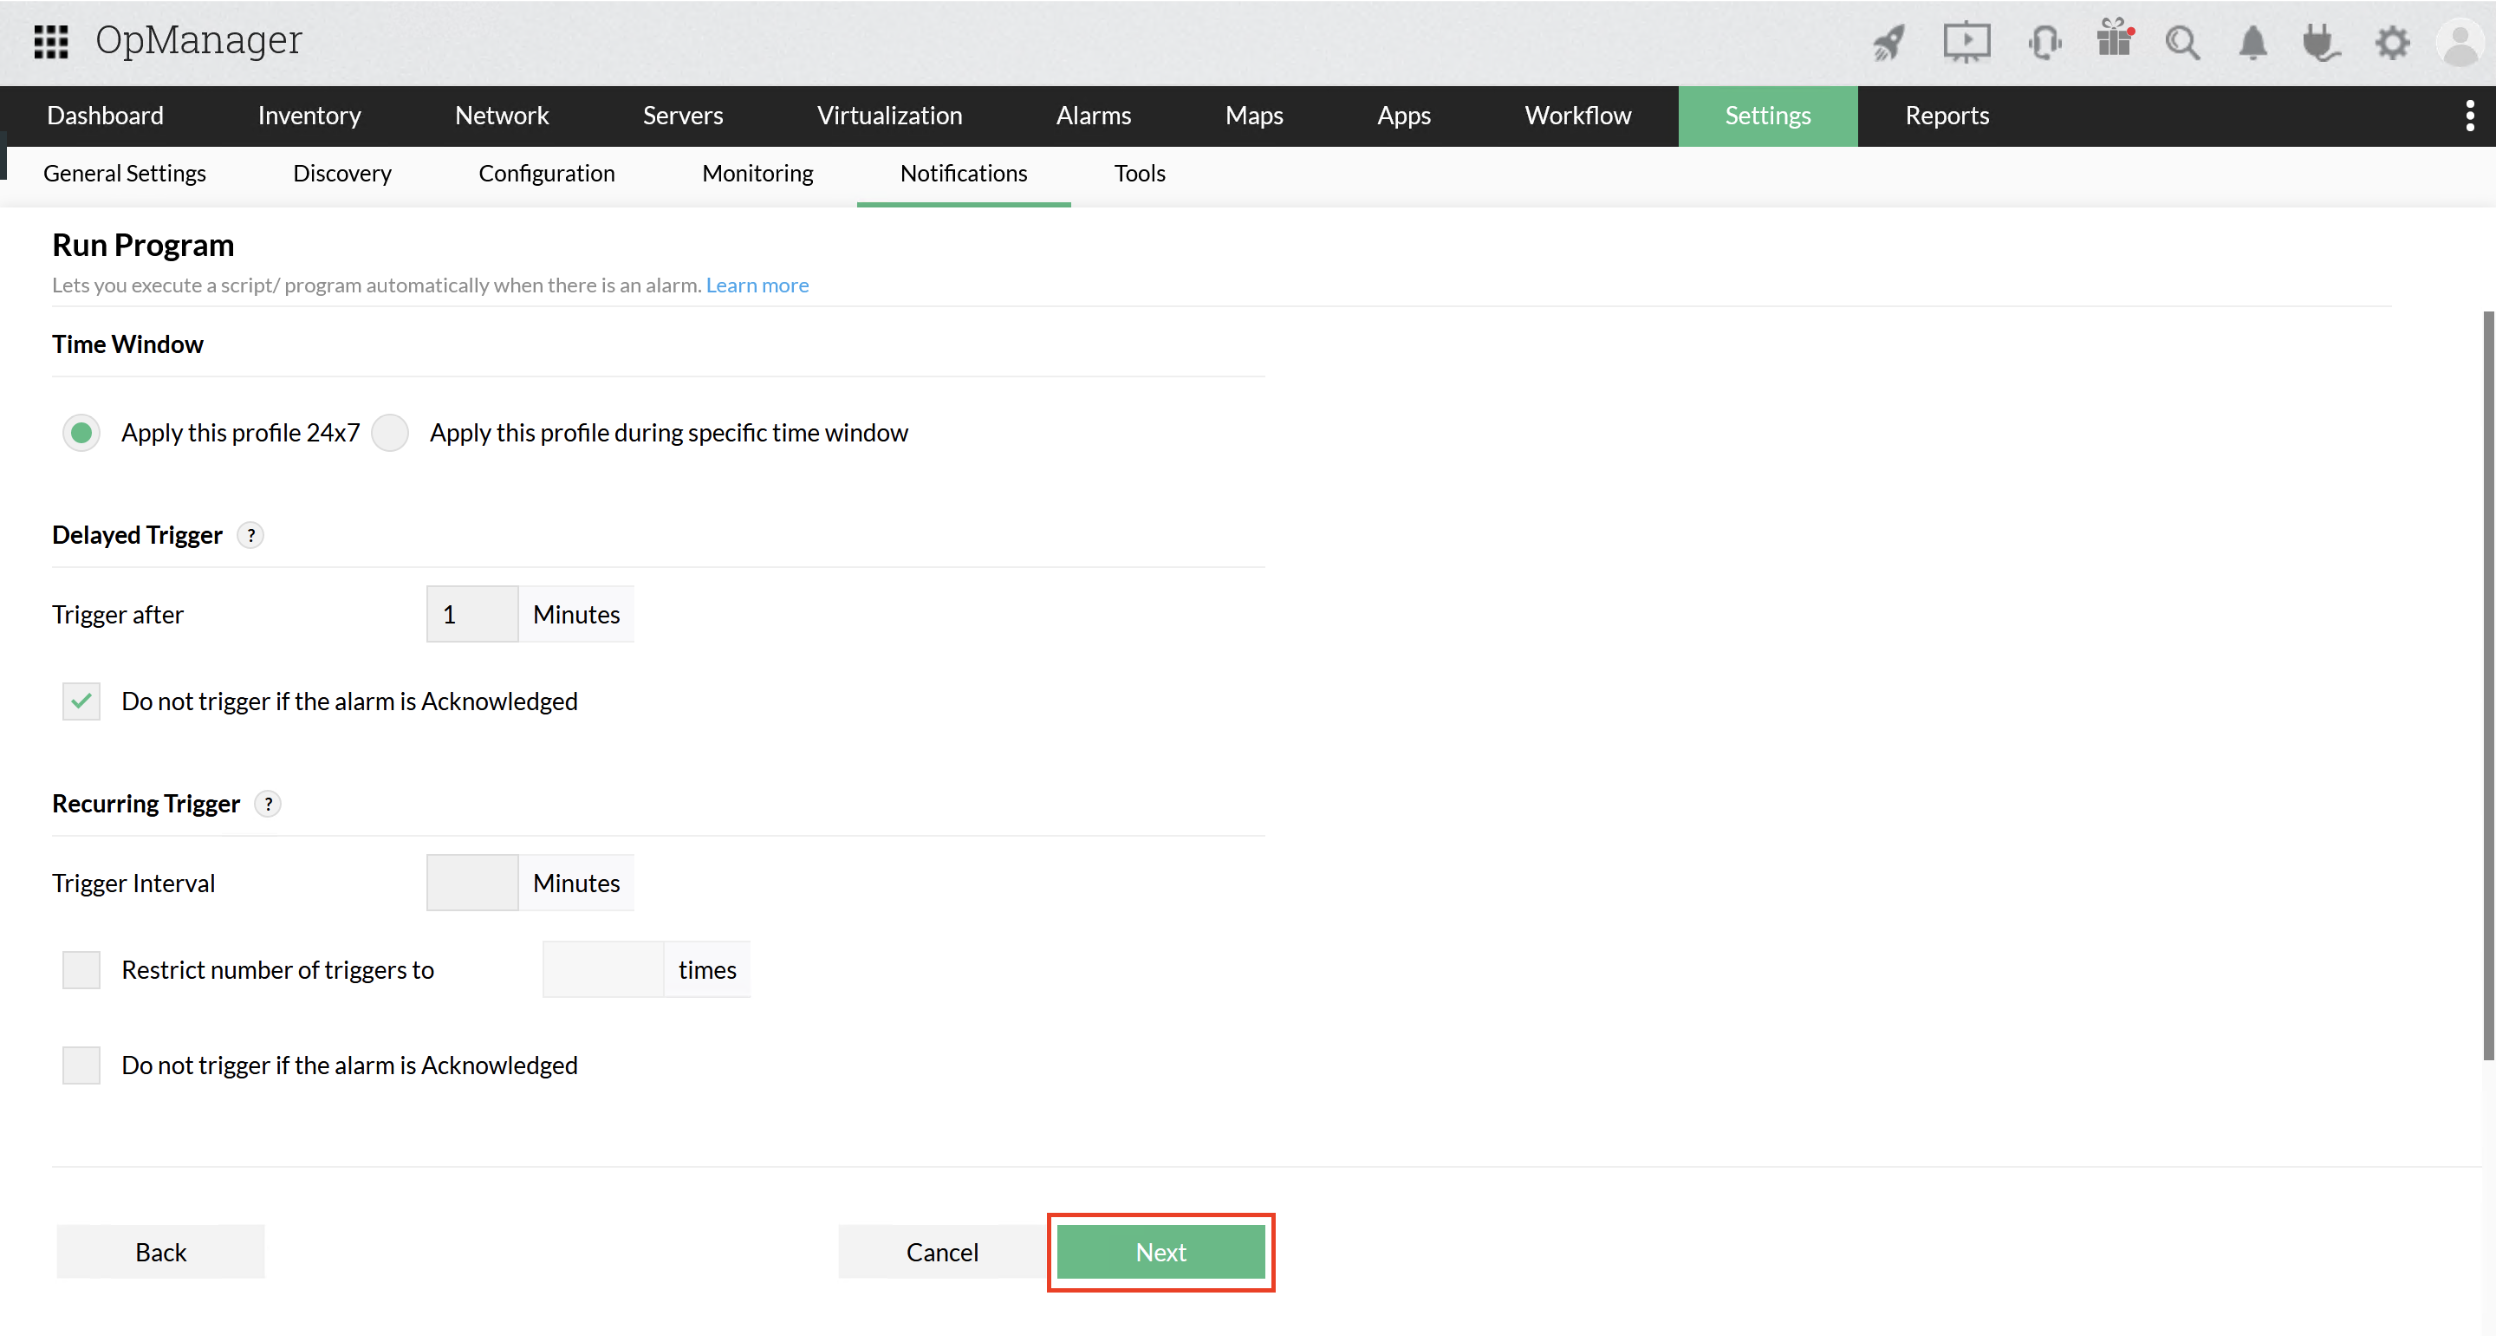 OpManager
Dashboard Inventory Network Servers Virtualization Alarms Maps Apps Workflow Settings Reports
General Settings Discovery Configuration Monitoring Notifications Tools
Run Program
Lets you execute a script/ program automatically when there is an alarm. Learn more
Time Window
Apply this profile 24x7 Apply this profile during specific time window
Delayed Trigger ?
Trigger after 1 Minutes
Do not trigger if the alarm is Acknowledged
Recurring Trigger ?
Trigger Interval Minutes
Restrict number of triggers to times
Do not trigger if the alarm is Acknowledged
Back Cancel Next